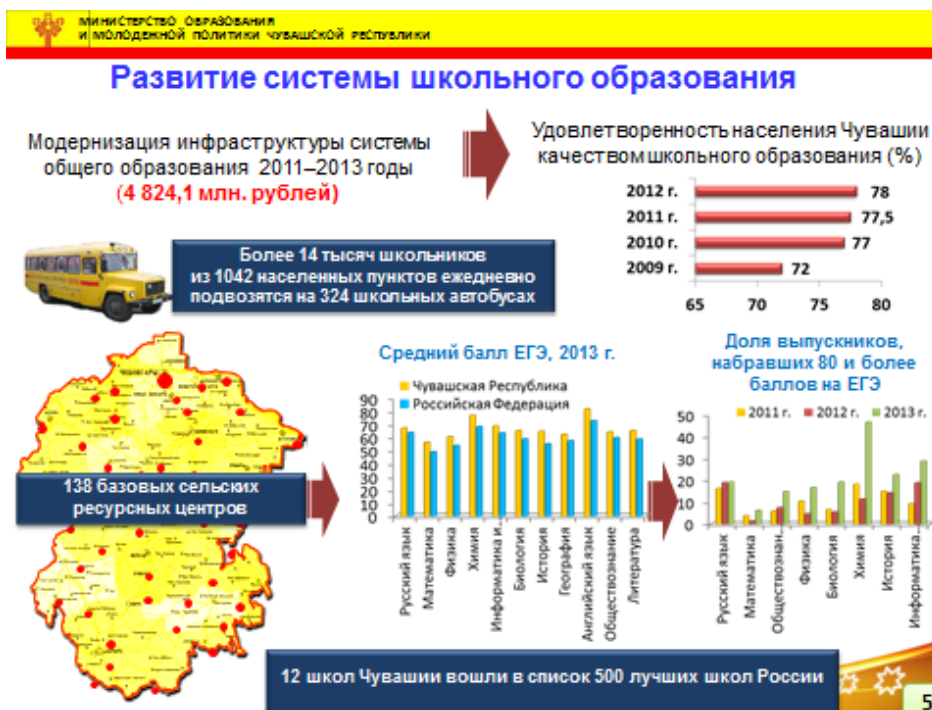 МИНИСТЕРСТВО ОБРАЗОВАНИЯ
И МОЛОДЕЖНОЙ ПОЛИТИКИ ЧУВАШСКОЙ РЕСПУБЛИКИ
Развитие системы школьного образования
Модернизация инфраструктуры системы
общего образования 2011–2013 годы
(4 824,1 млн. рублей)
Удовлетворенность населения Чувашии
качеством школьного образования (%)
2012 г. 78
2011 г. 77,5
2010 г. 77
2009 г. 72
65 70 75 80
Более 14 тысяч школьников
из 1042 населенных пунктов ежедневно
подвозятся на 324 школьных автобусах
138 базовых сельских
ресурсных центров
Средний балл ЕГЭ, 2013 г.
Чувашская Республика
Российская Федерация
90
80
70
60
50
40
30
20
10
0
Русский язык
Математика
Физика
Химия
Информатика и..
Биология
История
География
Английский язык
Обществознание
Литература
Доля выпускников,
набравших 80 и более
баллов на ЕГЭ
2011 г. 2012 г. 2013 г.
50
40
30
20
10
0
Русский язык
Математика
Обществознан..
Физика
Биология
Химия
История
Информатика..
12 школ Чувашии вошли в список 500 лучших школ России
5